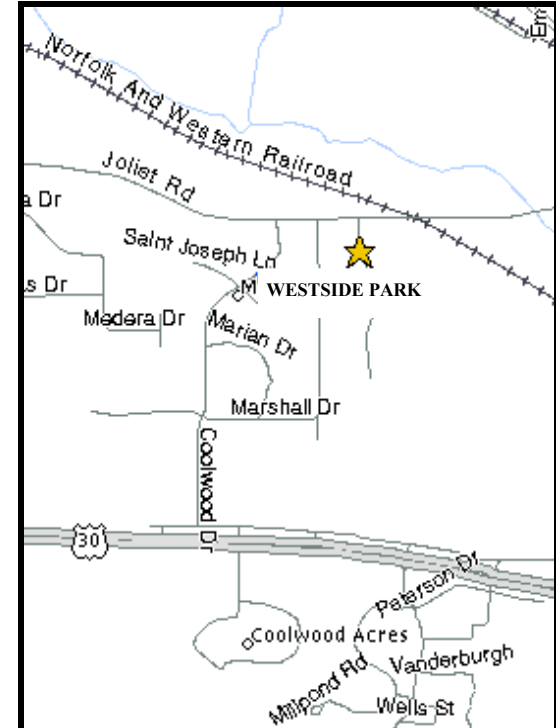 Em
Norfolk And Western Railroad
Joliet Rd
a Dr
Saint Joseph Ln
M
WESTSIDE PARK
s Dr
Medera Dr
Marian Dr
Marshall Dr
Coolwood Dr
30
Paterson Dr
Coolwood Acres
Vanderburgh
Millpond Rd
Wells St